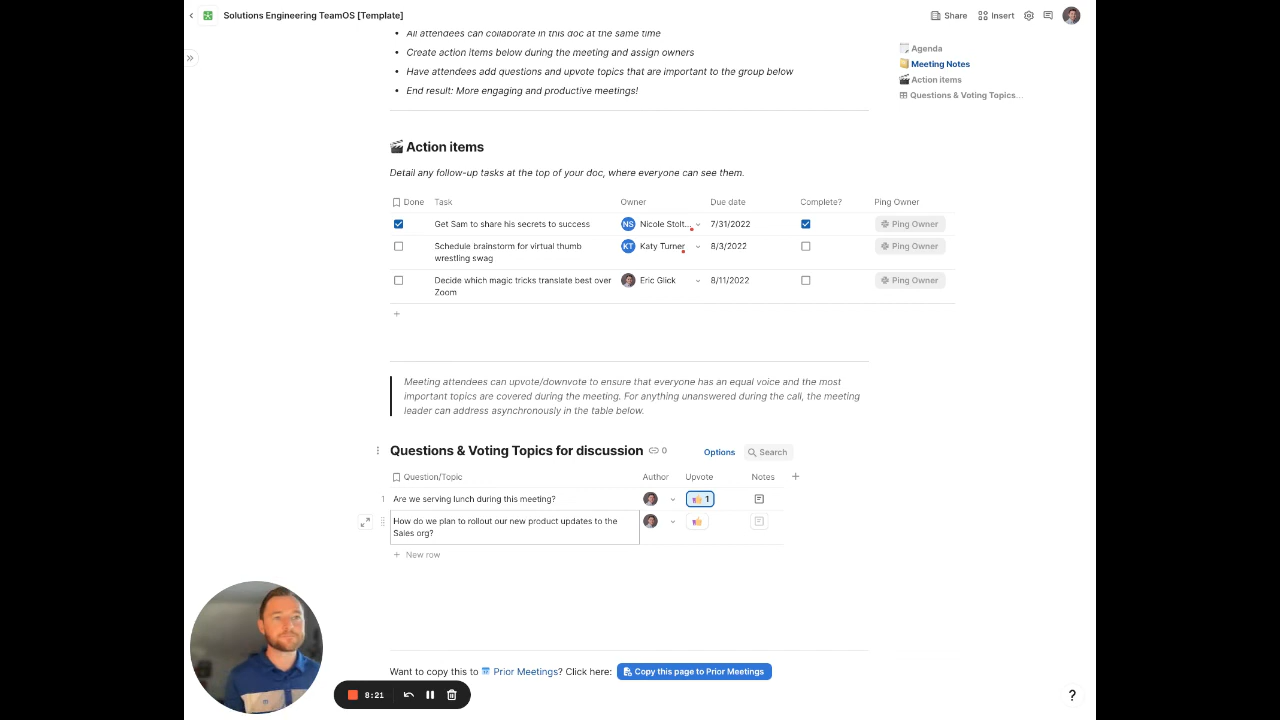 Solutions Engineering TeamOS [Template]
Share
Insert
All attendees can collaborate in this doc at the same time
Create action items below during the meeting and assign owners
Have attendees add questions and upvote topics that are important to the group below
End result: More engaging and productive meetings!
Agenda
Meeting Notes
Action items
Questions & Voting Topics...
Action items
Detail any follow-up tasks at the top of your doc, where everyone can see them.
Done Task Owner Due date Complete? Ping Owner
Get Sam to share his secrets to success NS Nicole Stolt... 7/31/2022 Ping Owner
Schedule brainstorm for virtual thumb
wrestling swag
KT Katy Turner 8/3/2022 Ping Owner
Decide which magic tricks translate best over
Zoom
Eric Glick 8/11/2022 Ping Owner
Meeting attendees can upvote/downvote to ensure that everyone has an equal voice and the most
important topics are covered during the meeting. For anything unanswered during the call, the meeting
leader can address asynchronously in the table below.
Questions & Voting Topics for discussion 0 Options Search
Question/Topic Author Upvote Notes
1 Are we serving lunch during this meeting? 1
How do we plan to rollout our new product updates to the
Sales org?
New row
Want to copy this to Prior Meetings? Click here: Copy this page to Prior Meetings
8:21
?